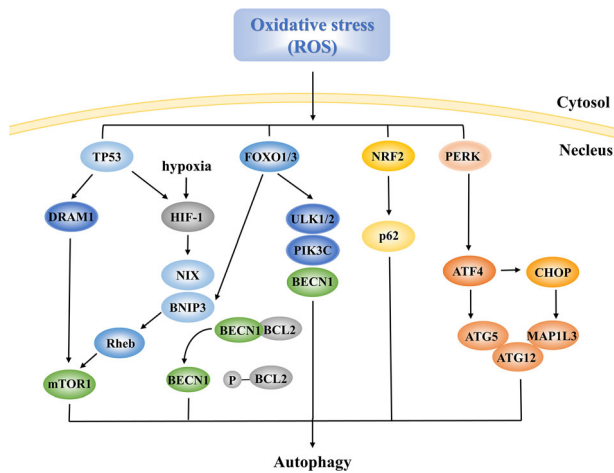 Oxidative stress
(ROS)
Cytosol
Necleus
TP53
hypoxia
FOXO1/3
NRF2
PERK
DRAM1
HIF-1
ULK1/2
PIK3C
BECN1
p62
NIX
BNIP3
ATF4
CHOP
Rheb
BECN1
BCL2
ATG5
MAP1L3
ATG12
mTOR1
BECN1
P
BCL2
Autophagy